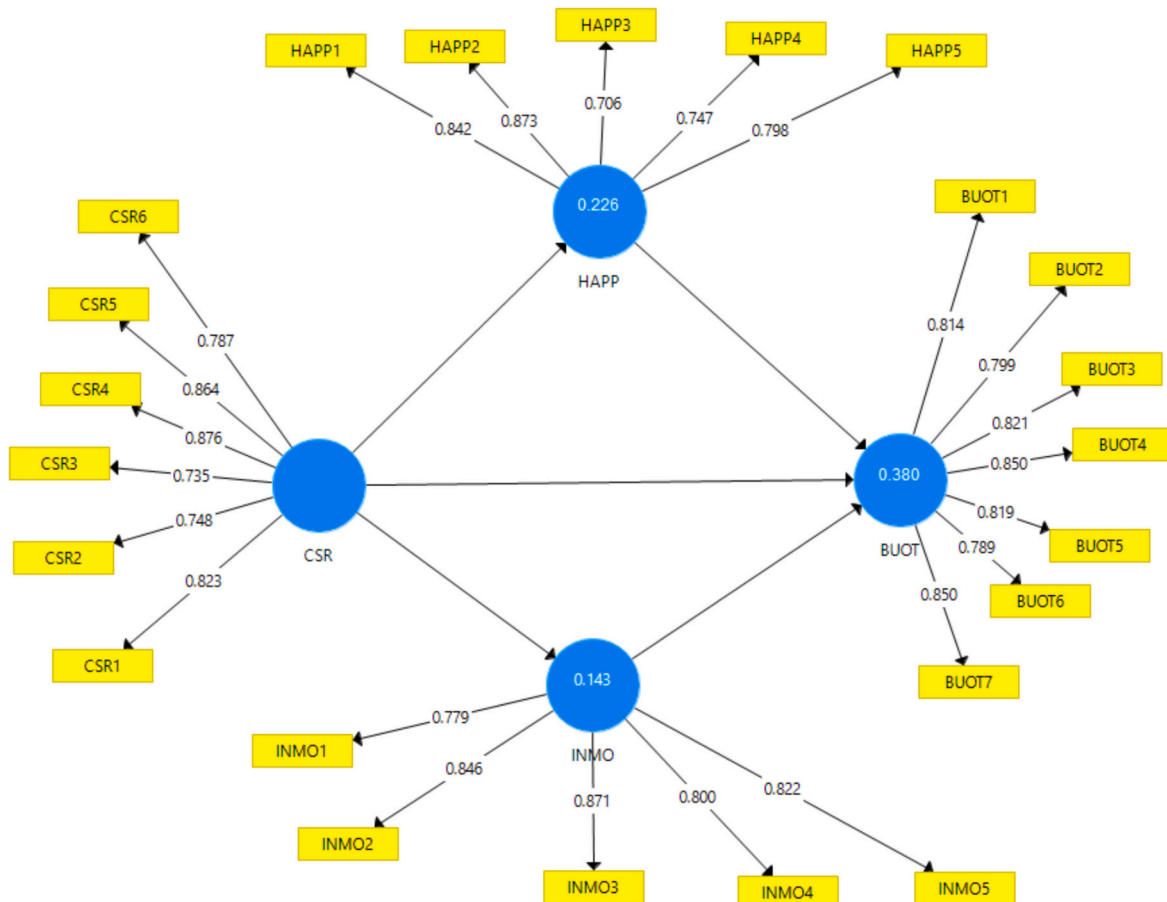 HAPP1
HAPP2
HAPP3
HAPP4
HAPP5
0.842
0.873
0.706
0.747
0.798
0.226
HAPP
CSR6
CSR5
CSR4
CSR3
CSR2
CSR1
0.787
0.864
0.876
0.735
0.748
0.823
CSR
BUOT1
BUOT2
BUOT3
BUOT4
BUOT5
BUOT6
BUOT7
0.814
0.799
0.821
0.850
0.819
0.789
0.850
0.380
BUOT
0.143
INMO
0.779
0.846
0.871
0.800
0.822
INMO1
INMO2
INMO3
INMO4
INMO5